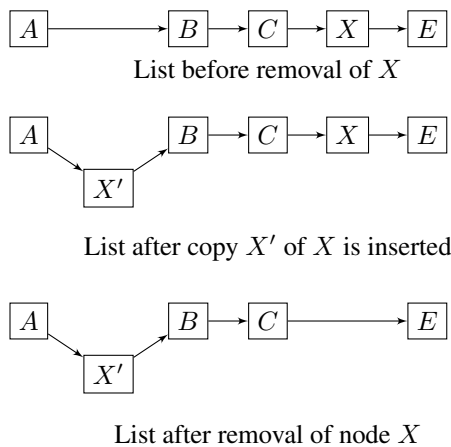 A B C X E
List before removal of X
A B C X E
X′
List after copy X′ of X is inserted
A B C E
X′
List after removal of node X